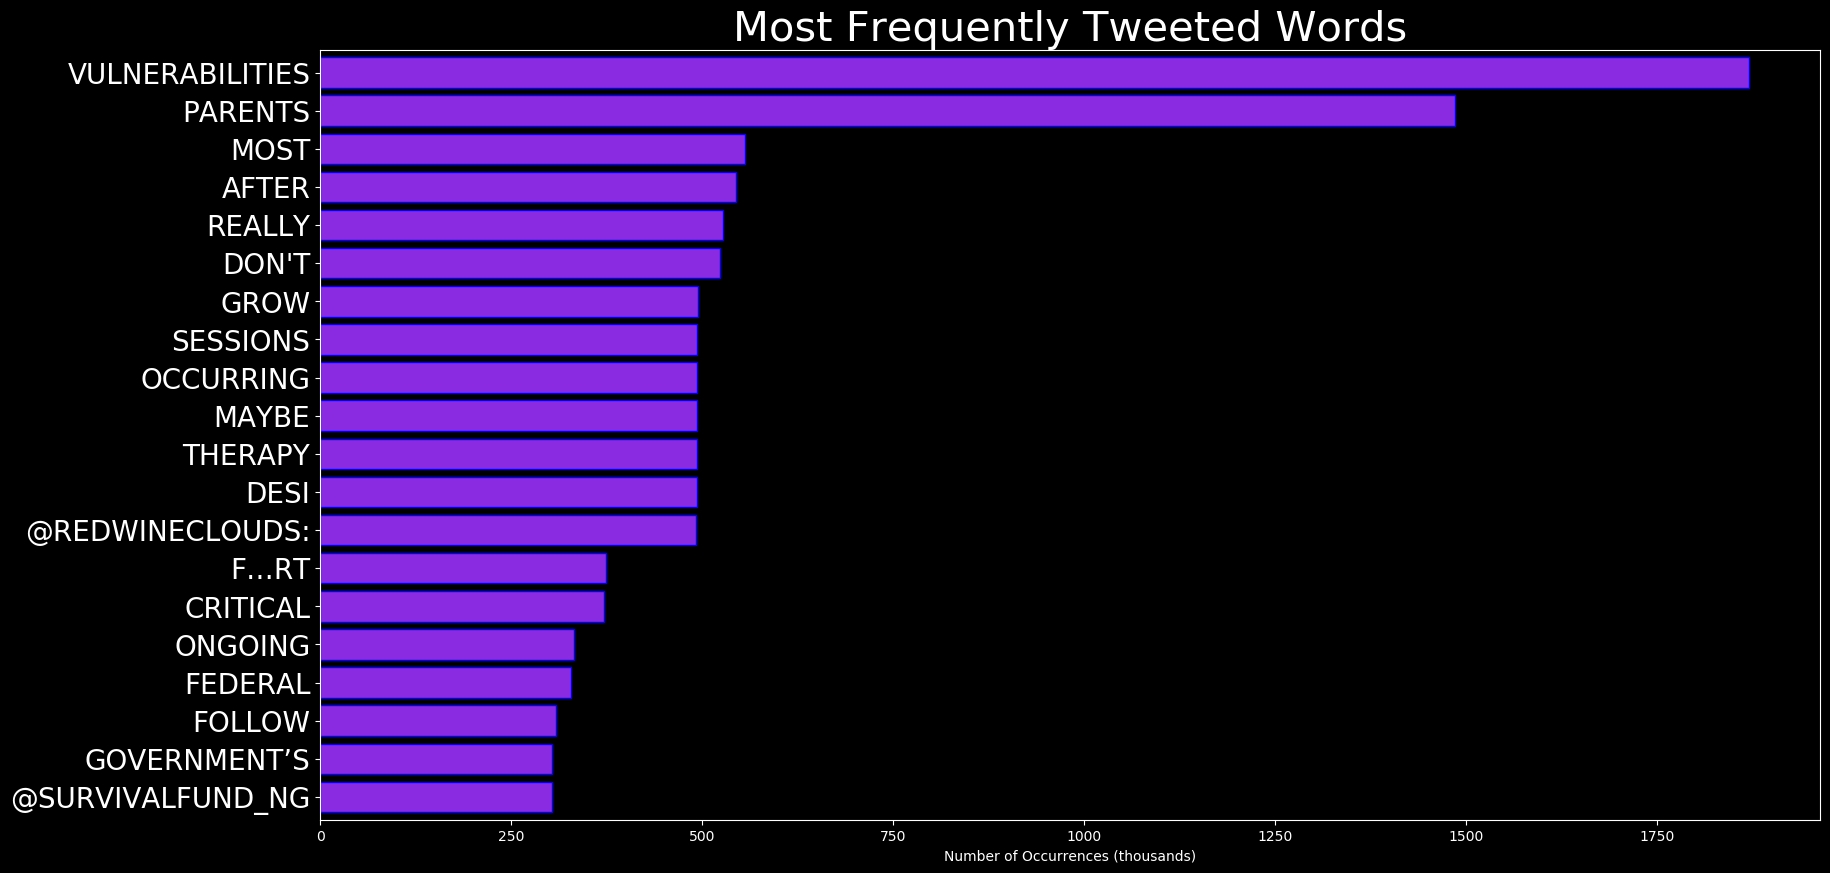 Most Frequently Tweeted Words
VULNERABILITIES
PARENTS
MOST
AFTER
REALLY
DON'T
GROW
SESSIONS
OCCURRING
MAYBE
THERAPY
DESI
@REDWINECLOUDS:
F…RT
CRITICAL
ONGOING
FEDERAL
FOLLOW
GOVERNMENT’S
@SURVIVALFUND_NG
0 250 500 750 1000 1250 1500 1750
Number of Occurrences (thousands)